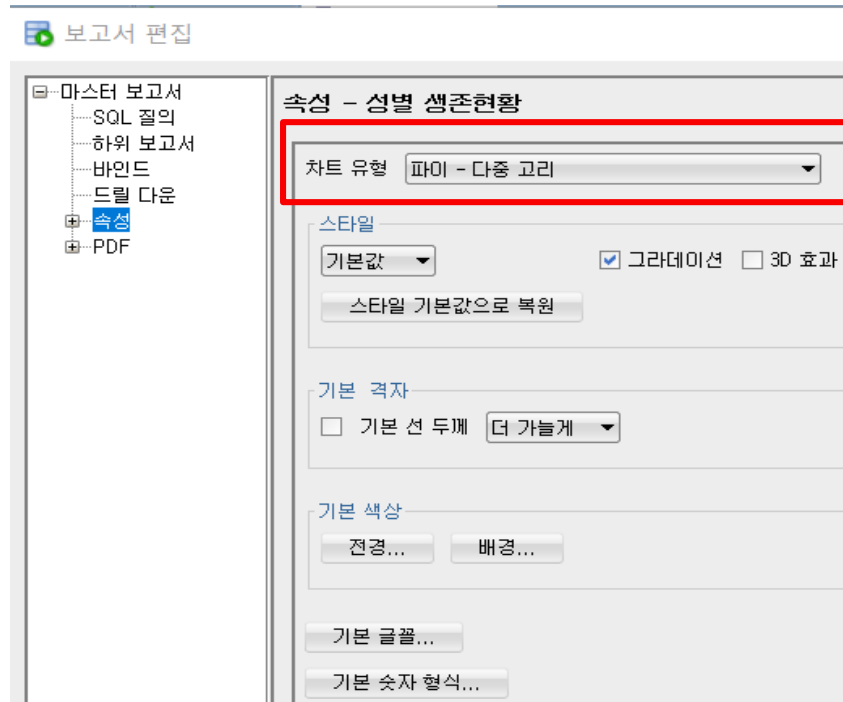 보고서 편집
마스터 보고서
SQL 질의
하위 보고서
바인드
드릴 다운
속성
PDF
속성 - 성별 생존현황
차트 유형 파이 - 다중 고리
스타일
기본값 그라데이션 3D 효과
스타일 기본값으로 복원
기본 격자
기본 선 두께 더 가늘게
기본 색상
전경... 배경...
기본 글꼴...
기본 숫자 형식...